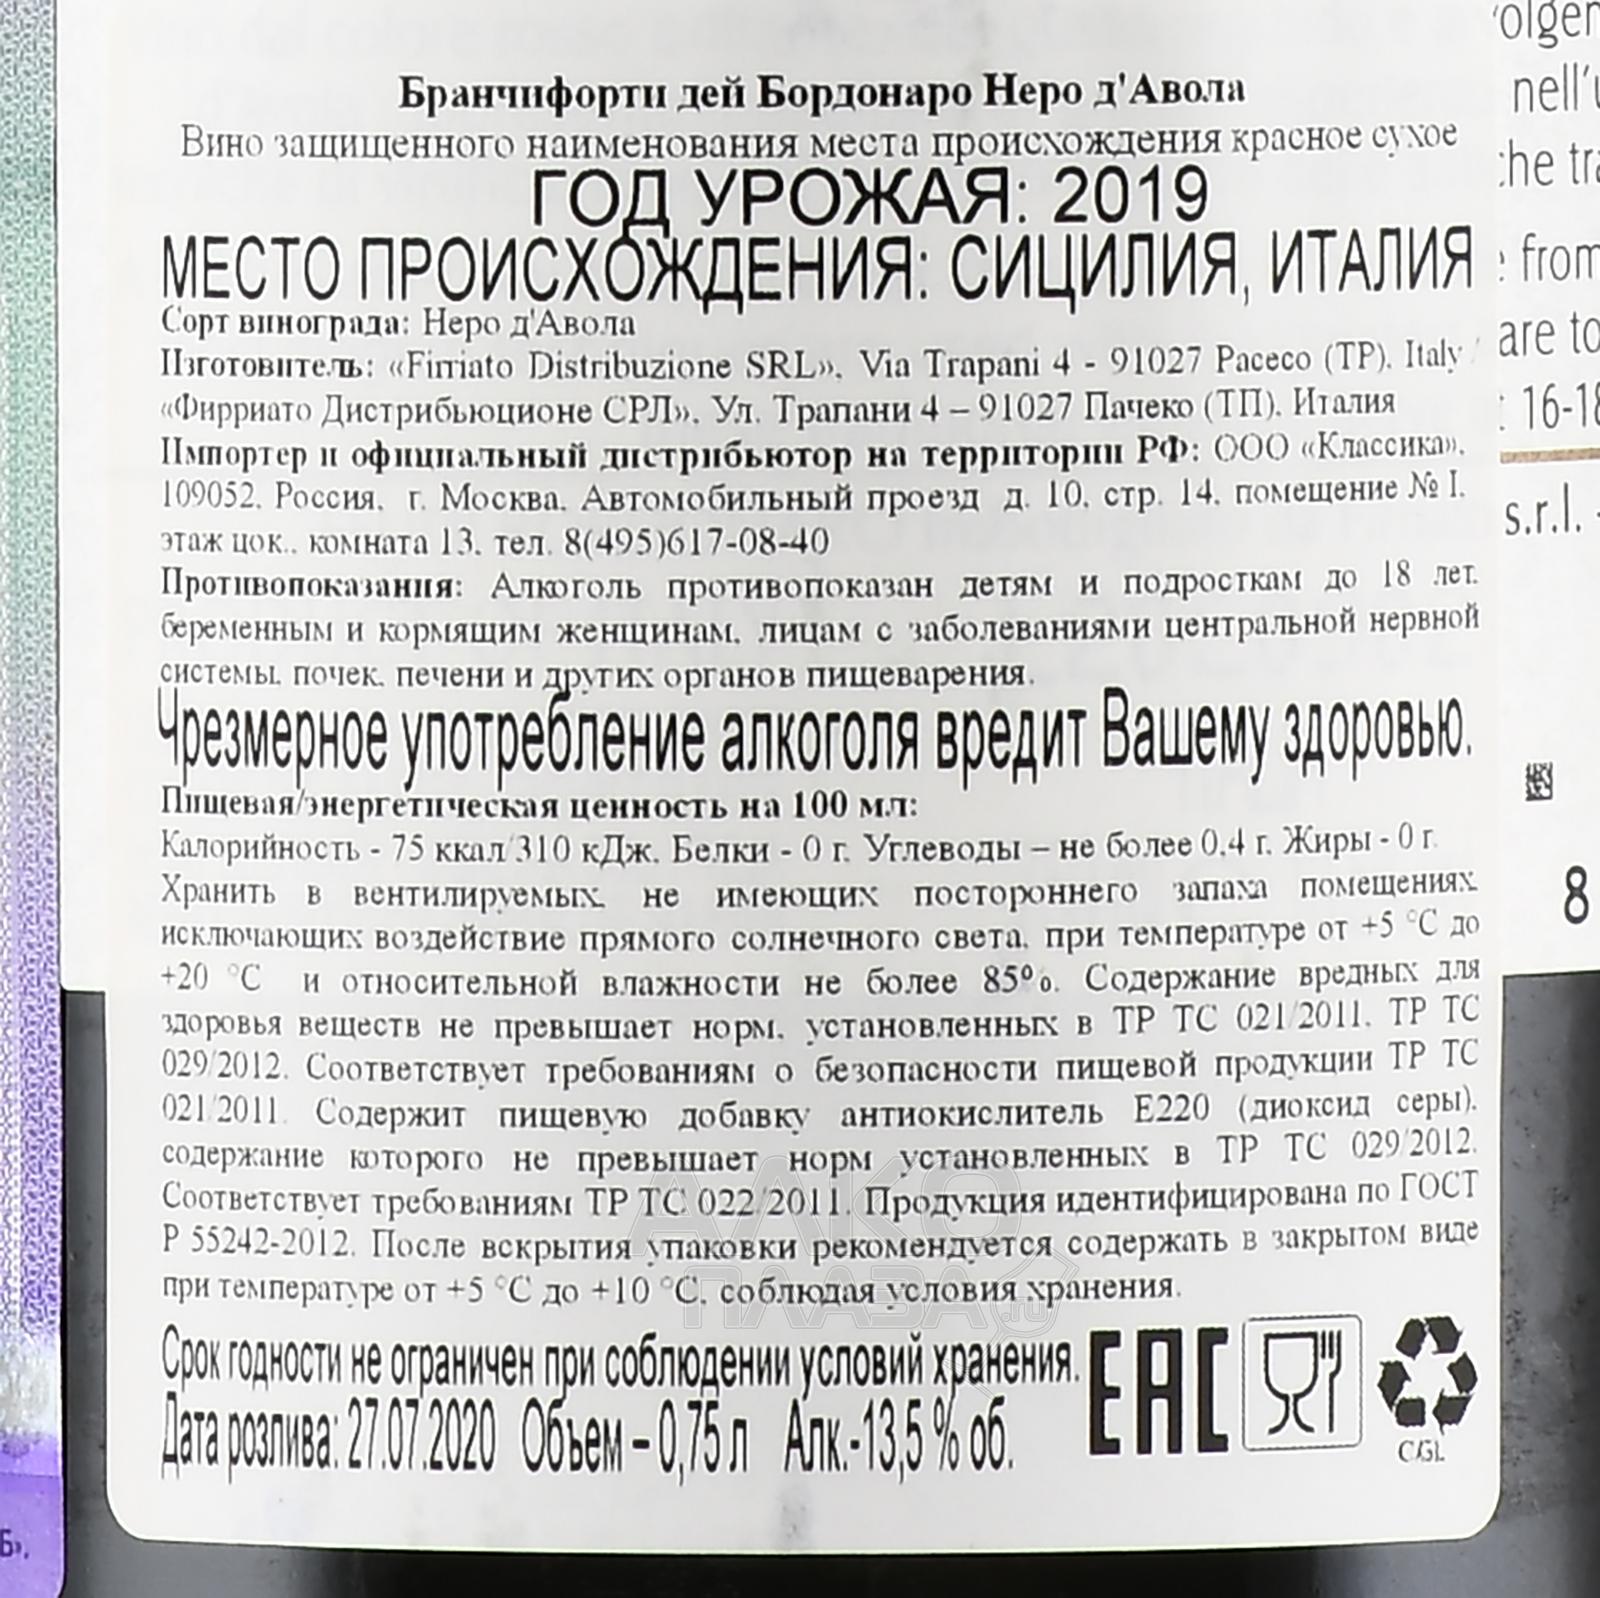 Бранчифорти дей Бордонаро Неро д'Авола
Вино защищенного наименования места происхождения красное сухое
ГОД УРОЖАЯ: 2019
МЕСТО ПРОИСХОЖДЕНИЯ: СИЦИЛИЯ, ИТАЛИЯ
Сорт винограда: Неро д'Авола
Изготовитель: «Firriato Distribuzione SRL», Via Trapani 4 - 91027 Paceco (TP), Italy /
«Фирриато Дистрибьюционе СРЛ», Ул. Трапани 4 – 91027 Пачеко (ТП), Италия
Импортер и официальный дистрибьютор на территории РФ: ООО «Классика»,
109052, Россия, г. Москва, Автомобильный проезд д. 10, стр. 14, помещение № I,
этаж цок., комната 13, тел. 8(495)617-08-40
Противопоказания: Алкоголь противопоказан детям и подросткам до 18 лет,
беременным и кормящим женщинам, лицам с заболеваниями центральной нервной
системы, почек, печени и других органов пищеварения.
Чрезмерное употребление алкоголя вредит Вашему здоровью.
Пищевая/энергетическая ценность на 100 мл:
Калорийность - 75 ккал/310 кДж, Белки - 0 г, Углеводы – не более 0,4 г, Жиры - 0 г.
Хранить в вентилируемых, не имеющих постороннего запаха помещениях,
исключающих воздействие прямого солнечного света, при температуре от +5 °С до
+20 °С и относительной влажности не более 85%. Содержание вредных для
здоровья веществ не превышает норм, установленных в ТР ТС 021/2011, ТР ТС
029/2012. Соответствует требованиям о безопасности пищевой продукции ТР ТС
021/2011. Содержит пищевую добавку антиокислитель Е220 (диоксид серы),
содержание которого не превышает норм установленных в ТР ТС 029/2012.
Соответствует требованиям ТР ТС 022/2011. Продукция идентифицирована по ГОСТ
Р 55242-2012. После вскрытия упаковки рекомендуется содержать в закрытом виде
при температуре от +5 °С до +10 °С, соблюдая условия хранения.
АЛКО
ПЛАЗА.ru
Срок годности не ограничен при соблюдении условий хранения.
Дата розлива: 27.07.2020 Объем – 0,75 л Алк.-13,5 % об.
EAC
C/GL
olgen
nell'u
he tra
from
are to
16-18
s.r.l. -
8
Б».